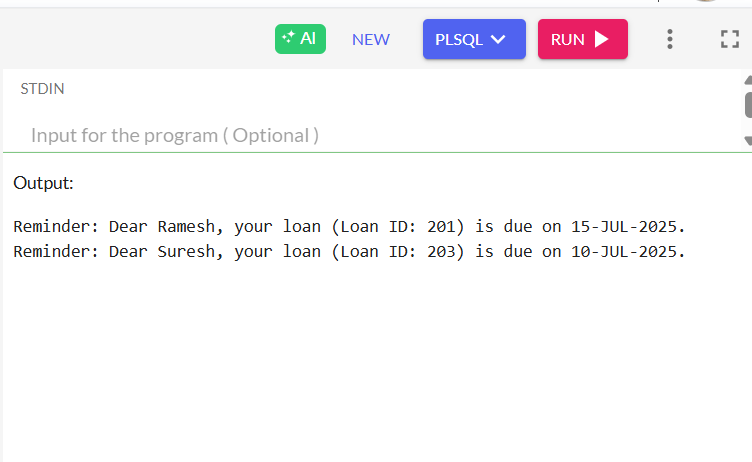 AI NEW PLSQL RUN
STDIN
Input for the program ( Optional )
Output:
Reminder: Dear Ramesh, your loan (Loan ID: 201) is due on 15-JUL-2025.
Reminder: Dear Suresh, your loan (Loan ID: 203) is due on 10-JUL-2025.